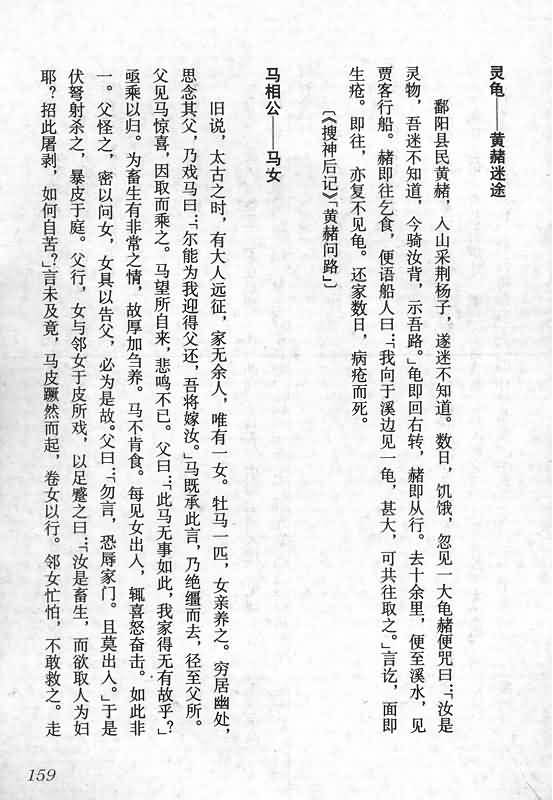 灵龟——黄赭迷途
鄱阳县民黄赭，入山采荆杨子，遂迷不知道。数日，饥饿，忽见一大龟赭便咒曰：「汝是
灵物，吾迷不知道，今骑汝背，示吾路。」龟即回右转，赭即从行。去十余里，便至溪水，见
贾客行船。赭即往乞食，便语船人曰：「我向于溪边见一龟，甚大，可共往取之。」言讫，面即
生疮。即往，亦复不见龟。还家数日，病疮而死。
〔《搜神后记》「黄赭问路」〕
马相公——马女
旧说，太古之时，有大人远征，家无余人，唯有一女。牡马一匹，女亲养之。穷居幽处，
思念其父，乃戏马曰：「尔能为我迎得父还，吾将嫁汝。」马既承此言，乃绝缰而去，径至父所。
父见马惊喜，因取而乘之。马望所自来，悲鸣不已。父曰：「此马无事如此，我家得无有故乎？」
亟乘以归。为畜生有非常之情，故厚加刍养。马不肯食。每见女出入，辄喜怒奋击。如此非
一。父怪之，密以问女，女具以告父，必为是故。父曰：「勿言，恐辱家门。且莫出入。」于是
伏弩射杀之，暴皮于庭。父行，女与邻女于皮所戏，以足蹙之曰：「汝是畜生，而欲取人为妇
耶？招此屠剥，如何自苦？」言未及竟，马皮蹶然而起，卷女以行。邻女忙怕，不敢救之。走
159